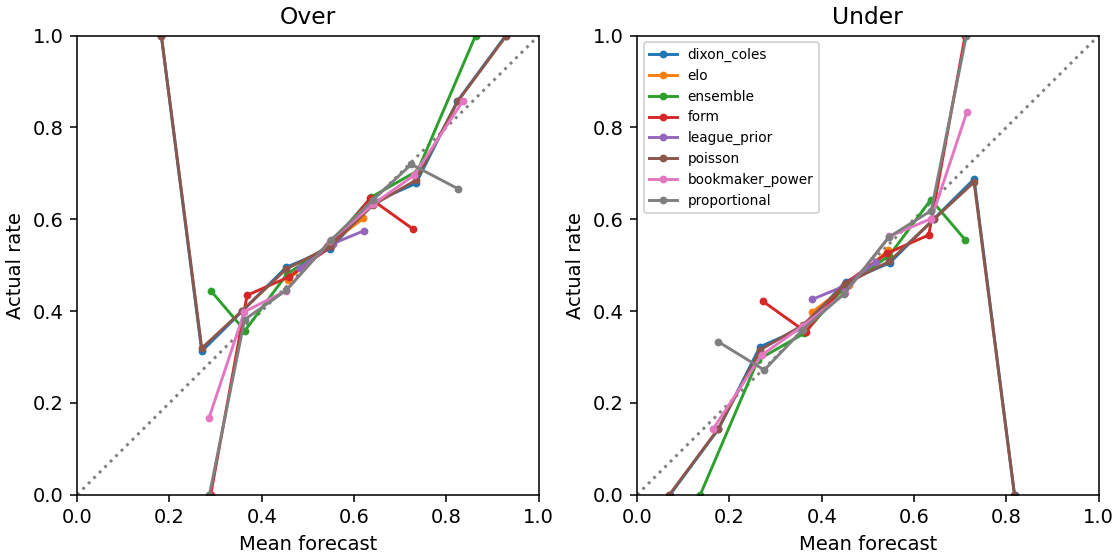 Over
Under
1.0
0.8
0.6
0.4
0.2
0.0
Actual rate
0.0 0.2 0.4 0.6 0.8 1.0
Mean forecast
1.0
0.8
0.6
0.4
0.2
0.0
Actual rate
dixon_coles
elo
ensemble
form
league_prior
poisson
bookmaker_power
proportional
0.0 0.2 0.4 0.6 0.8 1.0
Mean forecast